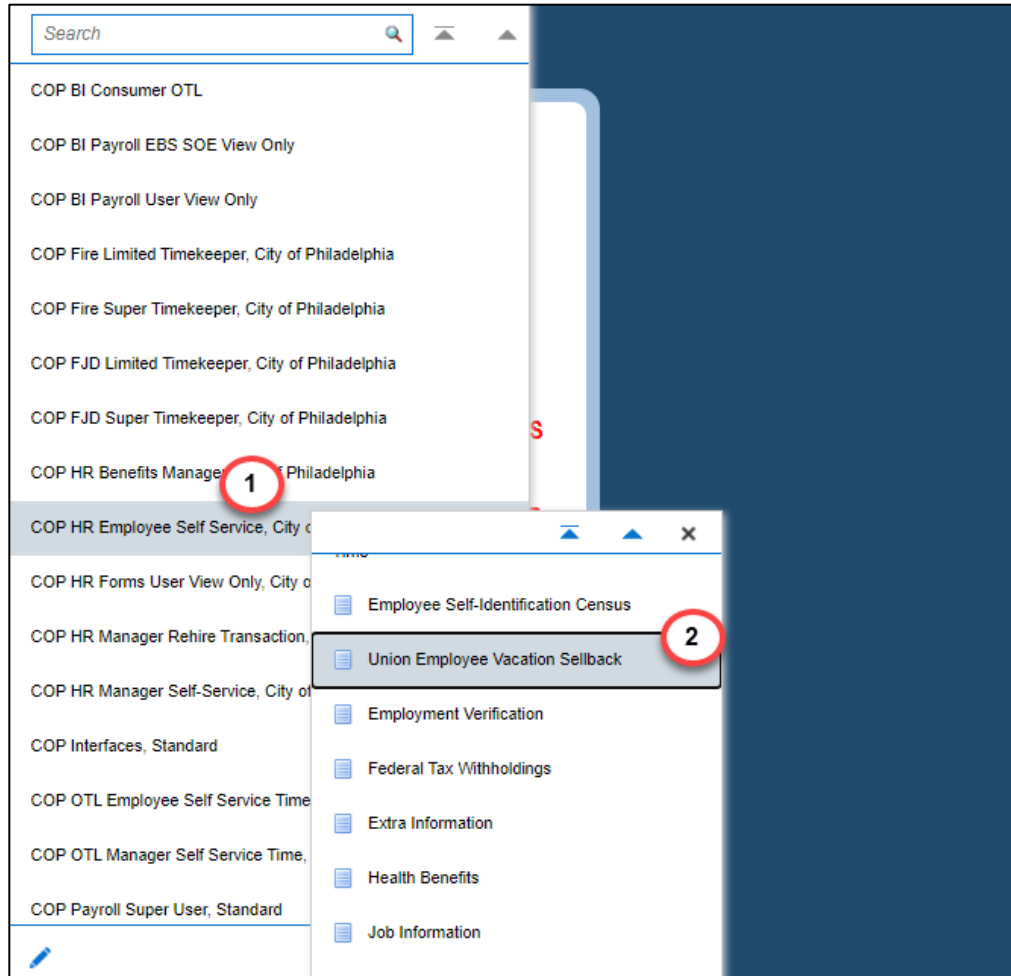 Search
COP BI Consumer OTL
COP BI Payroll EBS SOE View Only
COP BI Payroll User View Only
COP Fire Limited Timekeeper, City of Philadelphia
COP Fire Super Timekeeper, City of Philadelphia
COP FJD Limited Timekeeper, City of Philadelphia
COP FJD Super Timekeeper, City of Philadelphia
S
COP HR Benefits Manage Philadelphia
1
COP HR Employee Self Service, City o
COP HR Forms User View Only, City o
COP HR Manager Rehire Transaction,
COP HR Manager Self-Service, City of
COP Interfaces, Standard
COP OTL Employee Self Service Time
COP OTL Manager Self Service Time,
COP Payroll Super User, Standard
Employee Self-Identification Census
2
Union Employee Vacation Sellback
Employment Verification
Federal Tax Withholdings
Extra Information
Health Benefits
Job Information